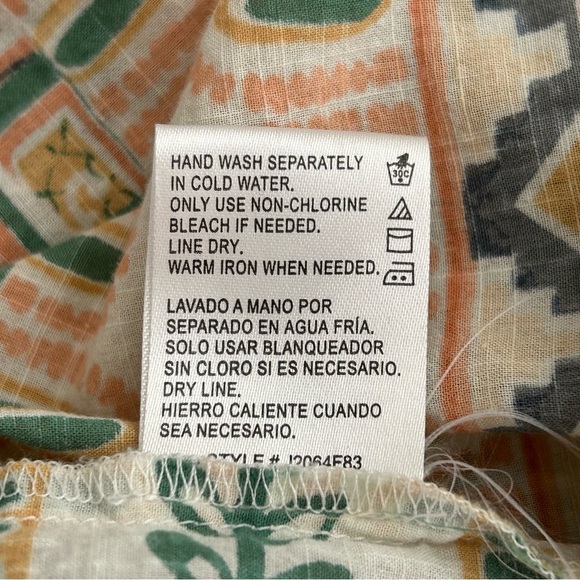 HAND WASH SEPARATELY
IN COLD WATER.
ONLY USE NON-CHLORINE
BLEACH IF NEEDED.
LINE DRY.
WARM IRON WHEN NEEDED.
30C
LAVADO A MANO POR
SEPARADO EN AGUA FRÍA.
SOLO USAR BLANQUEADOR
SIN CLORO SI ES NECESARIO.
DRY LINE.
HIERRO CALIENTE CUANDO
SEA NECESARIO.
STYLE # J2064F83